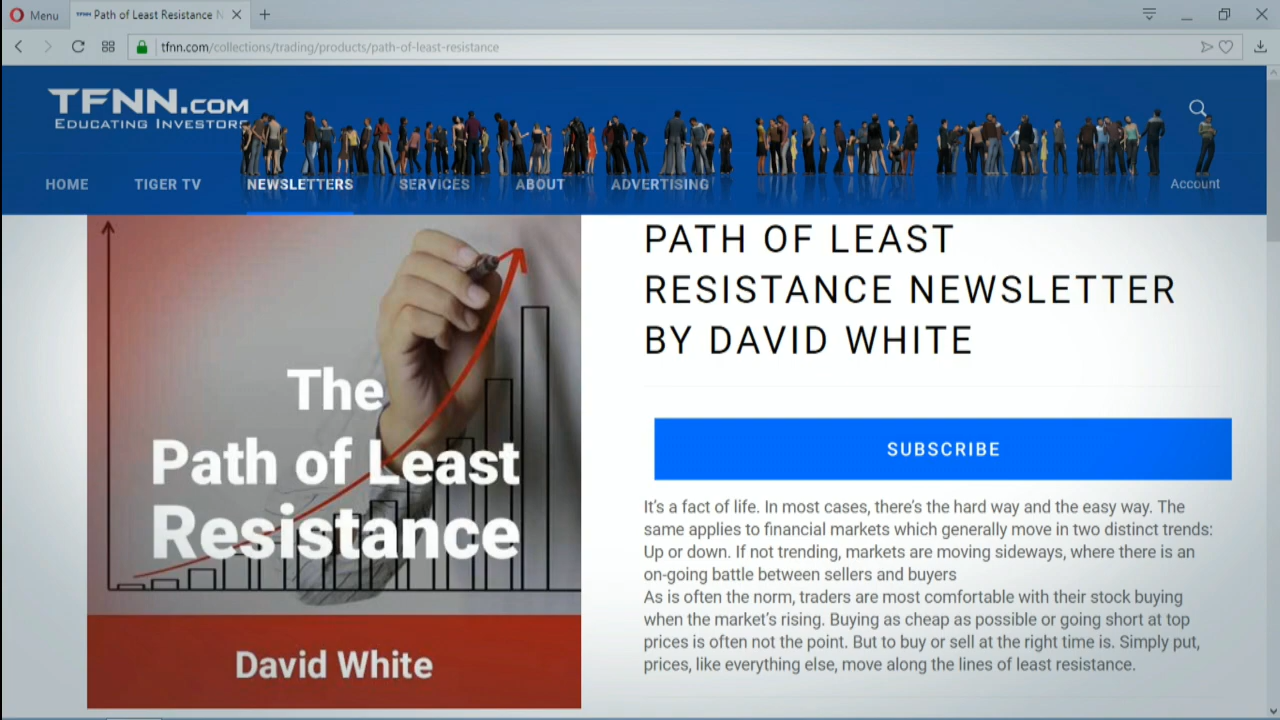 Menu
Path of Least Resistance N
tfnn.com/collections/trading/products/path-of-least-resistance
TFNN.COM
EDUCATING INVESTORS
HOME
TIGER TV
NEWSLETTERS
SERVICES
ABOUT
ADVERTISING
Account
The
Path of Least
Resistance
David White
PATH OF LEAST
RESISTANCE NEWSLETTER
BY DAVID WHITE
SUBSCRIBE
It's a fact of life. In most cases, there's the hard way and the easy way. The
same applies to financial markets which generally move in two distinct trends:
Up or down. If not trending, markets are moving sideways, where there is an
on-going battle between sellers and buyers
As is often the norm, traders are most comfortable with their stock buying
when the market's rising. Buying as cheap as possible or going short at top
prices is often not the point. But to buy or sell at the right time is. Simply put,
prices, like everything else, move along the lines of least resistance.